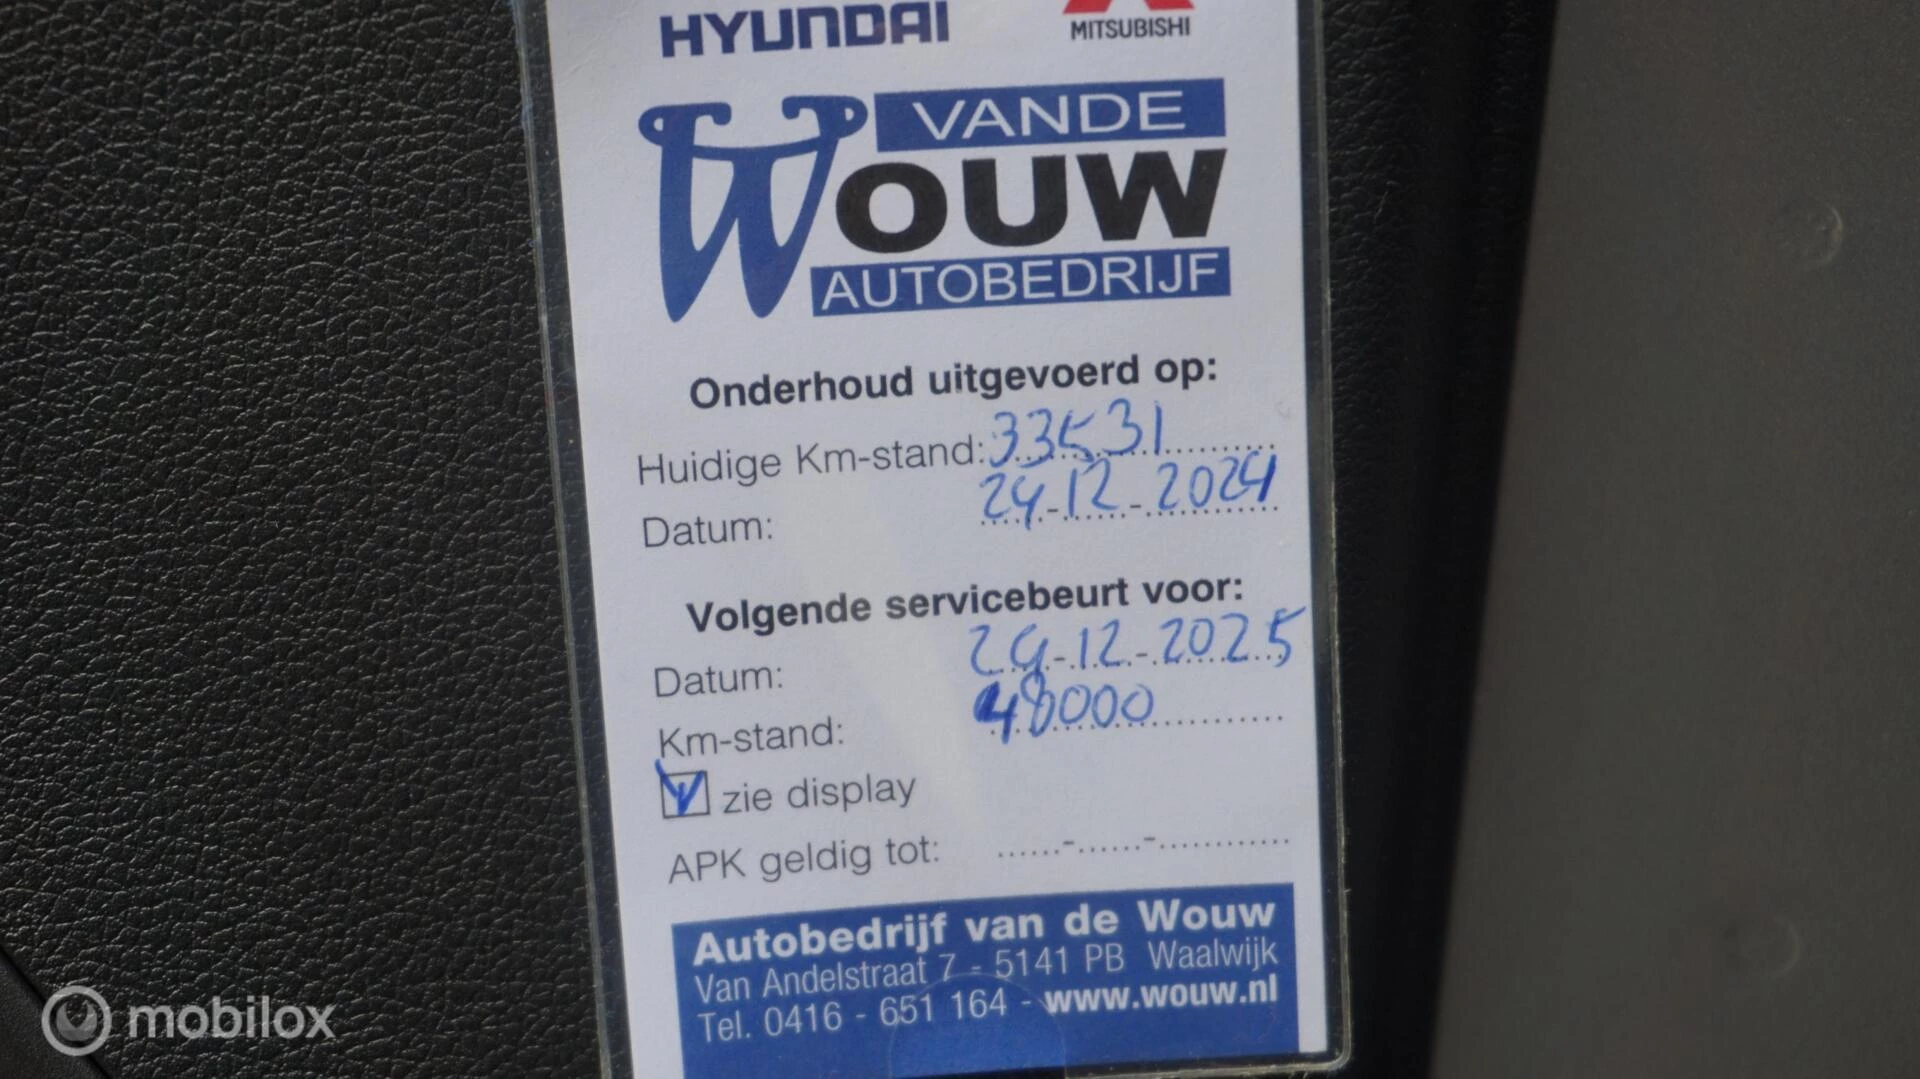 HYUNDAI
MITSUBISHI
VANDE
WOUW
AUTOBEDRIJF
Onderhoud uitgevoerd op:
Huidige Km-stand: 33531
Datum: 24-12-2024
Volgende servicebeurt voor:
Datum: 24-12-2025
Km-stand: 48000
zie display
APK geldig tot: ......-......-............
Autobedrijf van de Wouw
Van Andelstraat 7 - 5141 PB Waalwijk
Tel. 0416 - 651 164 - www.wouw.nl
mobilox